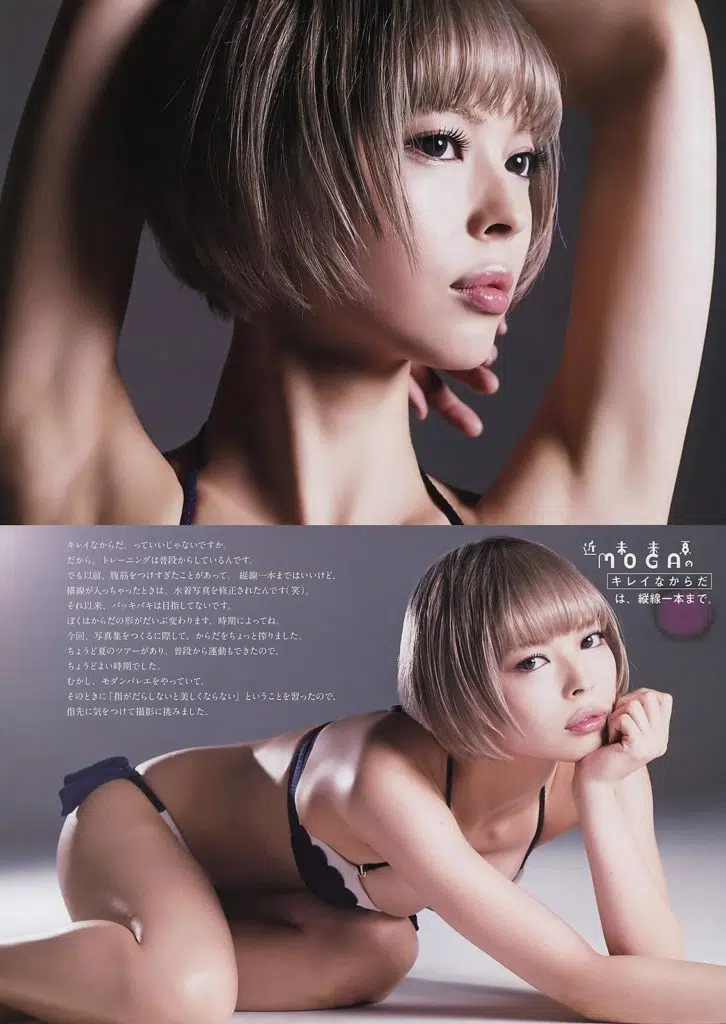 キレイなからだ、っていいじゃないですか。
だから、トレーニングは普段からしているんです。
でも以前、腹筋をつけすぎたことがあって。縦線一本まではいいけど、
横線が入っちゃったときは、水着写真を修正されたんです(笑)。
それ以来、バッキバキは目指してないです。
ぼくはからだの形がだいぶ変わります、時期によってね。
今回、写真集をつくるに際して、からだをちょっと搾りました。
ちょうど夏のツアーがあり、普段から運動もできたので、
ちょうどよい時期でした。
むかし、モダンバレエをやっていて、
そのときに「指がだらしないと美しくならない」ということを習ったので、
指先に気をつけて撮影に挑みました。
近未来系
MOGAの
キレイなからだ
は、縦線一本まで。